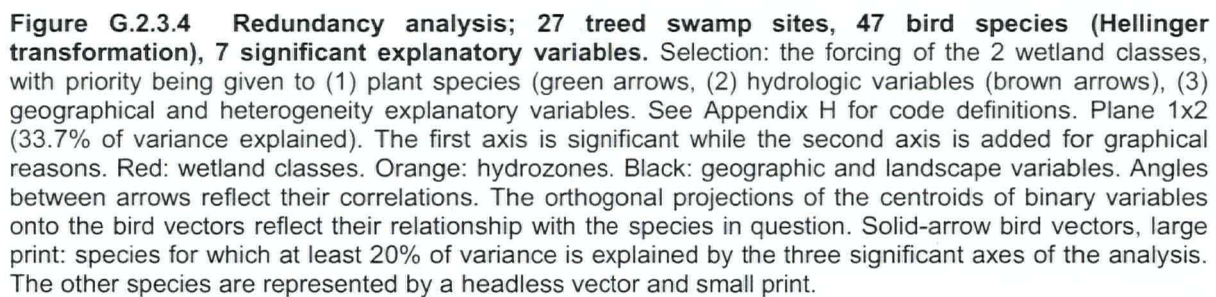 Figure G.2.3.4 Redundancy analysis; 27 treed swamp sites, 47 bird species (Hellinger
transformation), 7 significant explanatory variables. Selection: the forcing of the 2 wetland classes,
with priority being given to (1) plant species (green arrows, (2) hydrologic variables (brown arrows), (3)
geographical and heterogeneity explanatory variables. See Appendix H for code definitions. Plane 1x2
(33.7% of variance explained). The first axis is significant while the second axis is added for graphical
reasons. Red: wetland classes. Orange: hydrozones. Black: geographic and landscape variables. Angles
between arrows reflect their correlations. The orthogonal projections of the centroids of binary variables
onto the bird vectors reflect their relationship with the species in question. Solid-arrow bird vectors, large
print: species for which at least 20% of variance is explained by the three significant axes of the analysis.
The other species are represented by a headless vector and small print.